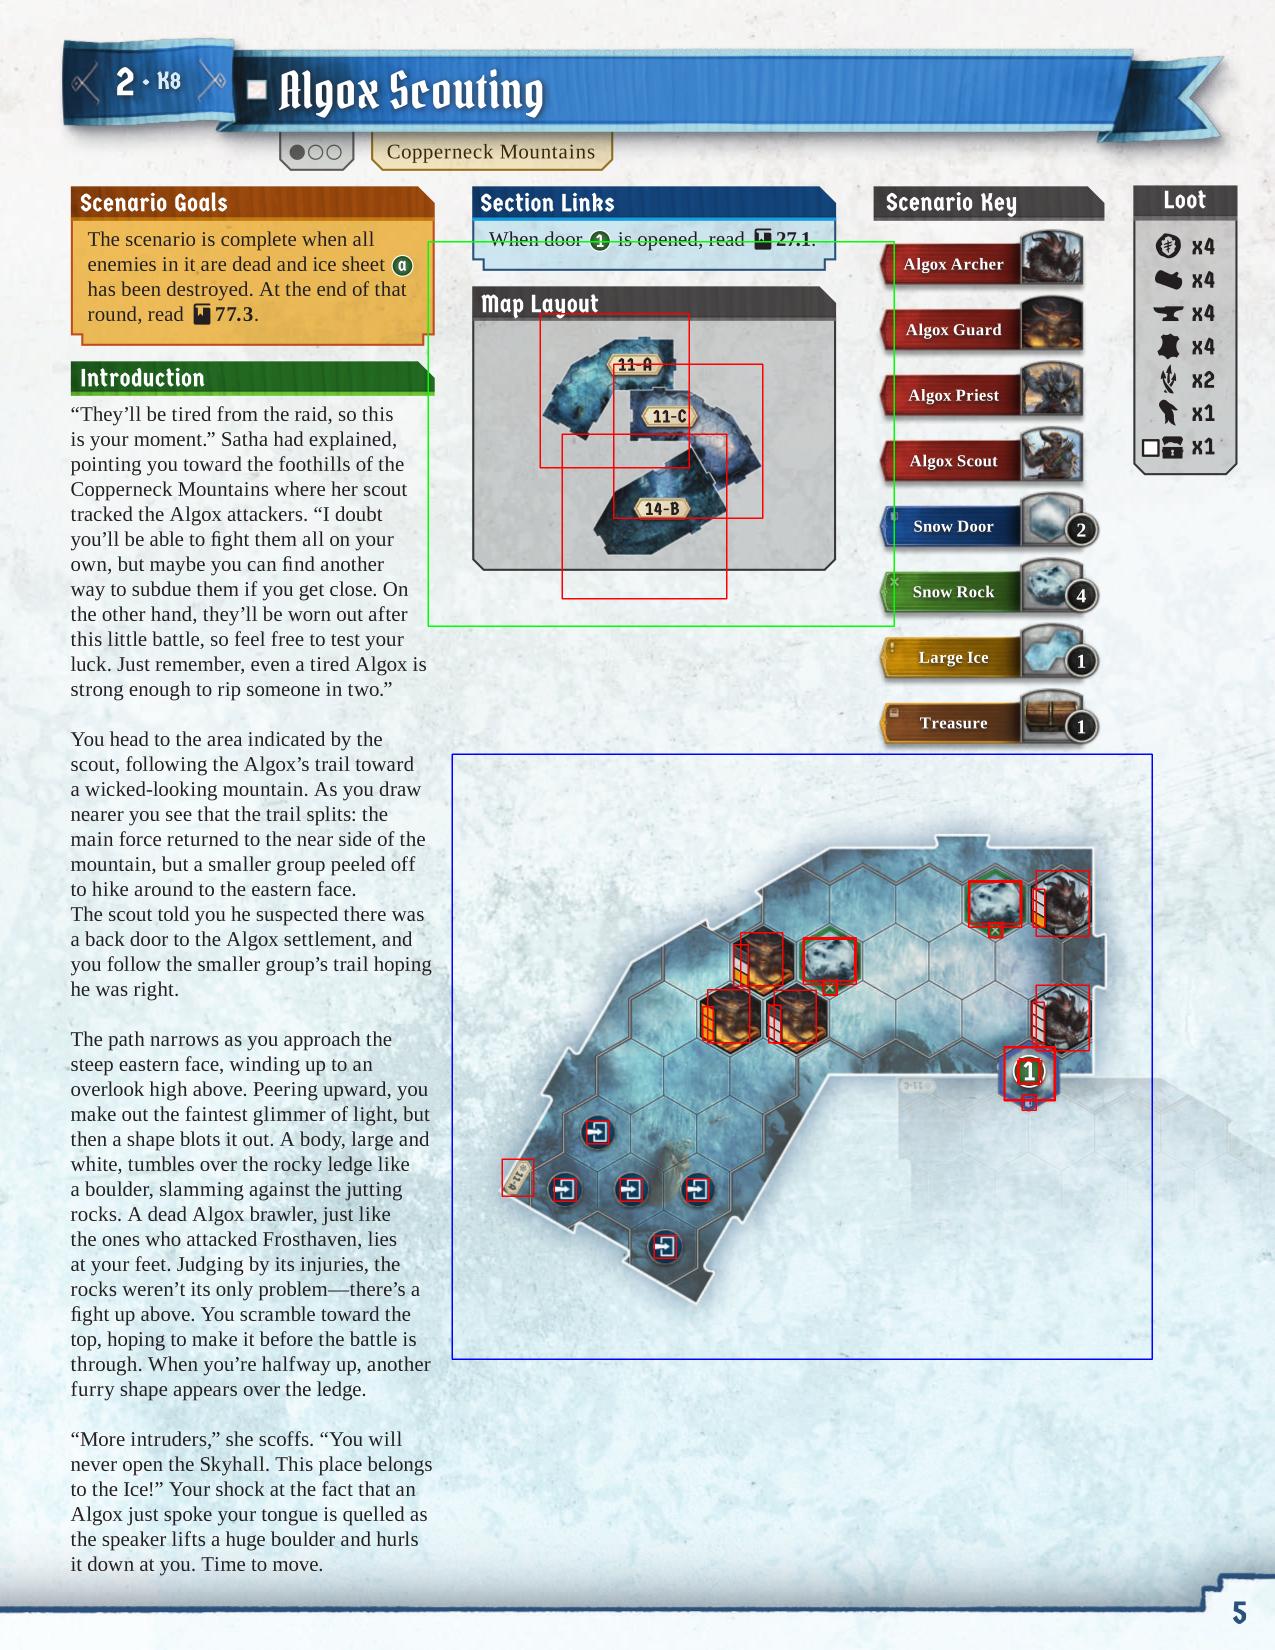 2 • K8
Algox Scouting
Copperneck Mountains
Scenario Goals
The scenario is complete when all
enemies in it are dead and ice sheet a
has been destroyed. At the end of that
round, read 77.3.
Introduction
“They’ll be tired from the raid, so this
is your moment.” Satha had explained,
pointing you toward the foothills of the
Copperneck Mountains where her scout
tracked the Algox attackers. “I doubt
you’ll be able to fight them all on your
own, but maybe you can find another
way to subdue them if you get close. On
the other hand, they’ll be worn out after
this little battle, so feel free to test your
luck. Just remember, even a tired Algox is
strong enough to rip someone in two.”
You head to the area indicated by the
scout, following the Algox’s trail toward
a wicked-looking mountain. As you draw
nearer you see that the trail splits: the
main force returned to the near side of the
mountain, but a smaller group peeled off
to hike around to the eastern face.
The scout told you he suspected there was
a back door to the Algox settlement, and
you follow the smaller group’s trail hoping
he was right.
The path narrows as you approach the
steep eastern face, winding up to an
overlook high above. Peering upward, you
make out the faintest glimmer of light, but
then a shape blots it out. A body, large and
white, tumbles over the rocky ledge like
a boulder, slamming against the jutting
rocks. A dead Algox brawler, just like
the ones who attacked Frosthaven, lies
at your feet. Judging by its injuries, the
rocks weren’t its only problem—there’s a
fight up above. You scramble toward the
top, hoping to make it before the battle is
through. When you’re halfway up, another
furry shape appears over the ledge.
“More intruders,” she scoffs. “You will
never open the Skyhall. This place belongs
to the Ice!” Your shock at the fact that an
Algox just spoke your tongue is quelled as
the speaker lifts a huge boulder and hurls
it down at you. Time to move.
Section Links
When door 1 is opened, read 27.1.
Map Layout
11-A
11-C
14-B
Scenario Key
Algox Archer
Algox Guard
Algox Priest
Algox Scout
Snow Door 2
Snow Rock 4
Large Ice 1
Treasure 1
Loot
x4
x4
x4
x4
x2
x1
x1
1
11-C
11-A
5